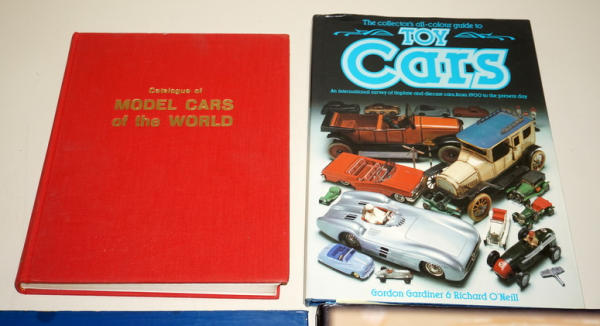 Catalogue of
MODEL CARS
of the WORLD
The collector's all-colour guide to
TOY
Cars
An international survey of tinplate and diecast cars from 1900 to the present day
Gordon Gardiner & Richard O'Neill